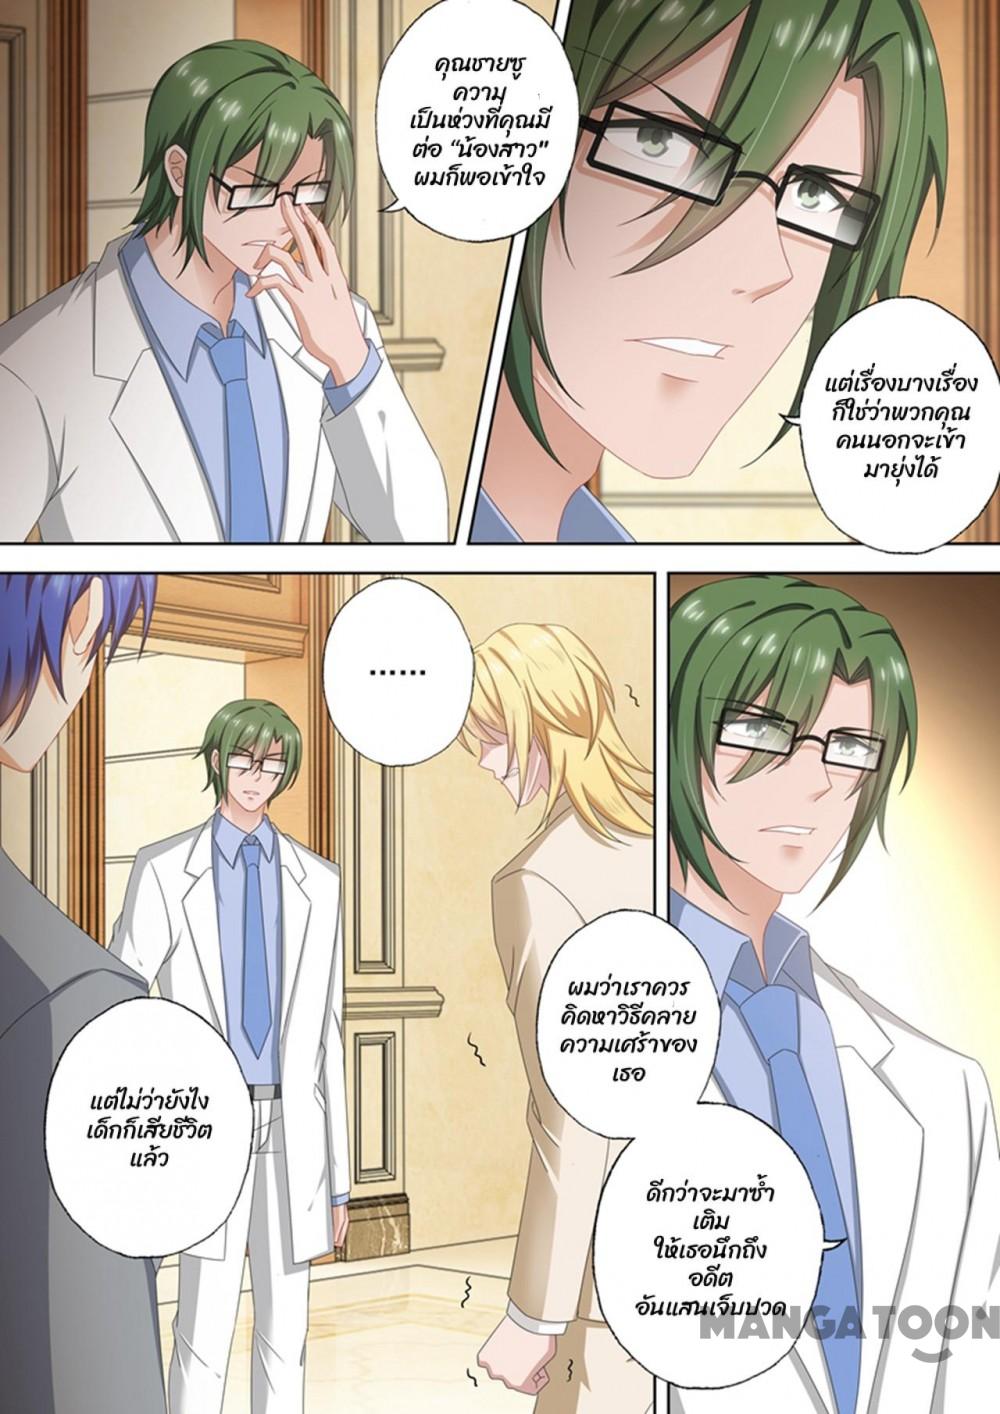 คุณชายซู
ความ
เป็นห่วงที่คุณมี
ต่อ “น้องสาว”
ผมก็พอเข้าใจ
แต่เรื่องบางเรื่อง
ก็ใช่ว่าพวกคุณ
คนนอกจะเข้า
มายุ่งได้
......
แต่ไม่ว่ายังไง
เด็กก็เสียชีวิต
แล้ว
ผมว่าเราควร
คิดหาวิธีคลาย
ความเศร้าของ
เธอ
ดีกว่าจะมาซ้ำ
เติม
ให้เธอนึกถึง
อดีต
อันแสนเจ็บปวด
MANGATOON